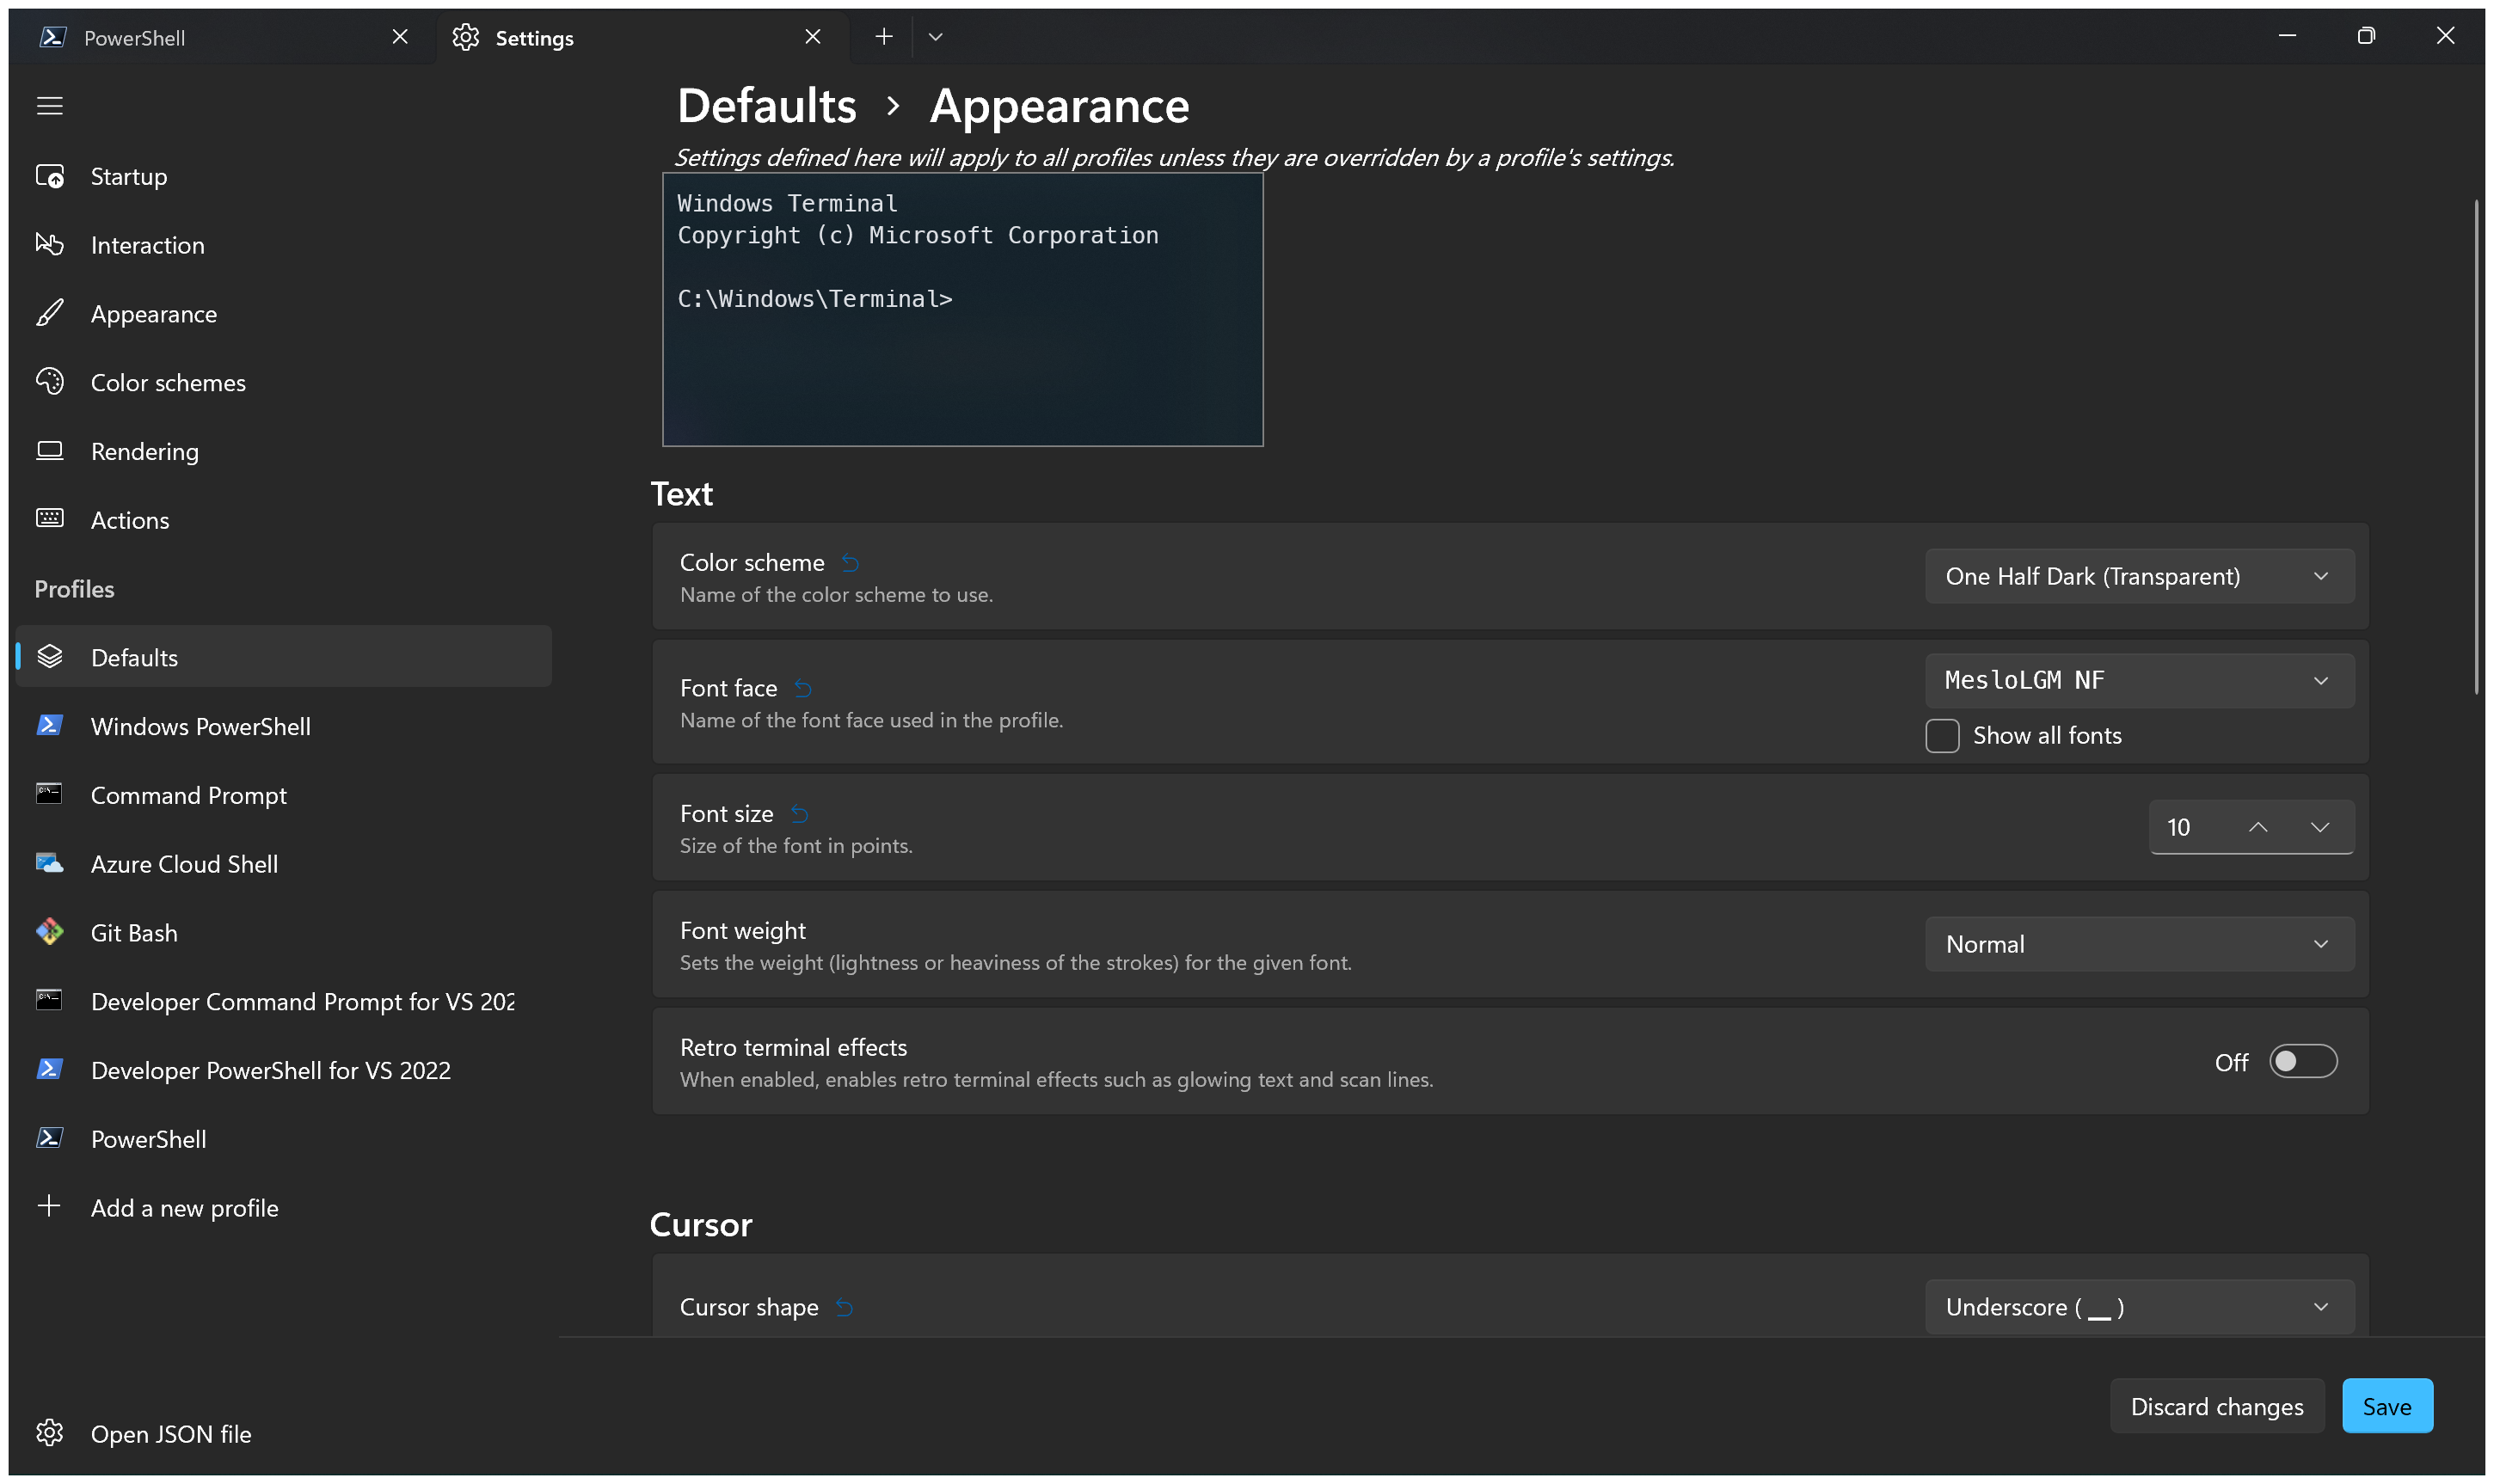 PowerShell
Settings
Defaults › Appearance
Settings defined here will apply to all profiles unless they are overridden by a profile's settings.
Windows Terminal
Copyright (c) Microsoft Corporation
C:\Windows\Terminal>
Startup
Interaction
Appearance
Color schemes
Rendering
Actions
Profiles
Defaults
Windows PowerShell
Command Prompt
Azure Cloud Shell
Git Bash
Developer Command Prompt for VS 202
Developer PowerShell for VS 2022
PowerShell
Add a new profile
Open JSON file
Text
Color scheme
Name of the color scheme to use.
One Half Dark (Transparent)
Font face
Name of the font face used in the profile.
MesloLGM NF
Show all fonts
Font size
Size of the font in points.
10
Font weight
Sets the weight (lightness or heaviness of the strokes) for the given font.
Normal
Retro terminal effects
When enabled, enables retro terminal effects such as glowing text and scan lines.
Off
Cursor
Cursor shape
Underscore ( ▁ )
Discard changes
Save